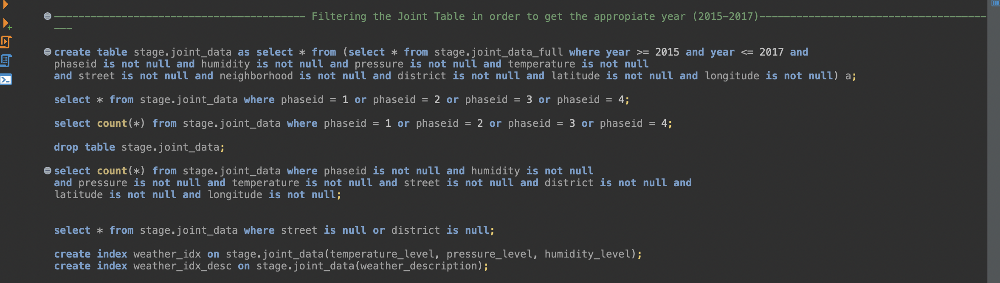 ----------------------------------------- Filtering the Joint Table in order to get the appropiate year (2015-2017)-------------------------------------
---
create table stage.joint_data as select * from (select * from stage.joint_data_full where year >= 2015 and year <= 2017 and
phaseid is not null and humidity is not null and pressure is not null and temperature is not null
and street is not null and neighborhood is not null and district is not null and latitude is not null and longitude is not null) a;
select * from stage.joint_data where phaseid = 1 or phaseid = 2 or phaseid = 3 or phaseid = 4;
select count(*) from stage.joint_data where phaseid = 1 or phaseid = 2 or phaseid = 3 or phaseid = 4;
drop table stage.joint_data;
select count(*) from stage.joint_data where phaseid is not null and humidity is not null
and pressure is not null and temperature is not null and street is not null and district is not null and
latitude is not null and longitude is not null;
select * from stage.joint_data where street is null or district is null;
create index weather_idx on stage.joint_data(temperature_level, pressure_level, humidity_level);
create index weather_idx_desc on stage.joint_data(weather_description);